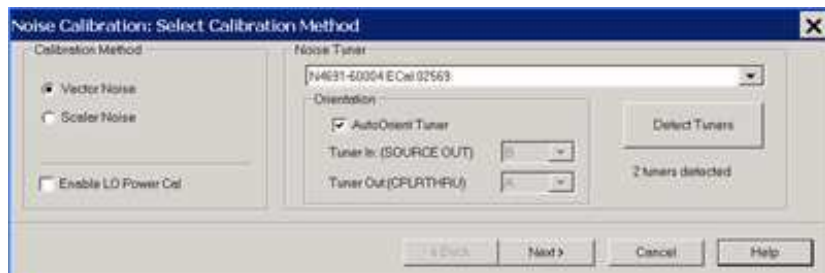 Noise Calibration: Select Calibration Method
Calibration Method
Vector Noise
Scaler Noise
Enable LO Power Cal
Noise Tuner
N4691-60004 ECal 02569
Orientation
AutoOrient Tuner
Tuner In: (SOURCE OUT)
B
Tuner Out:(CPLRTHRU)
A
Detect Tuners
2 tuners detected
< Back
Next >
Cancel
Help